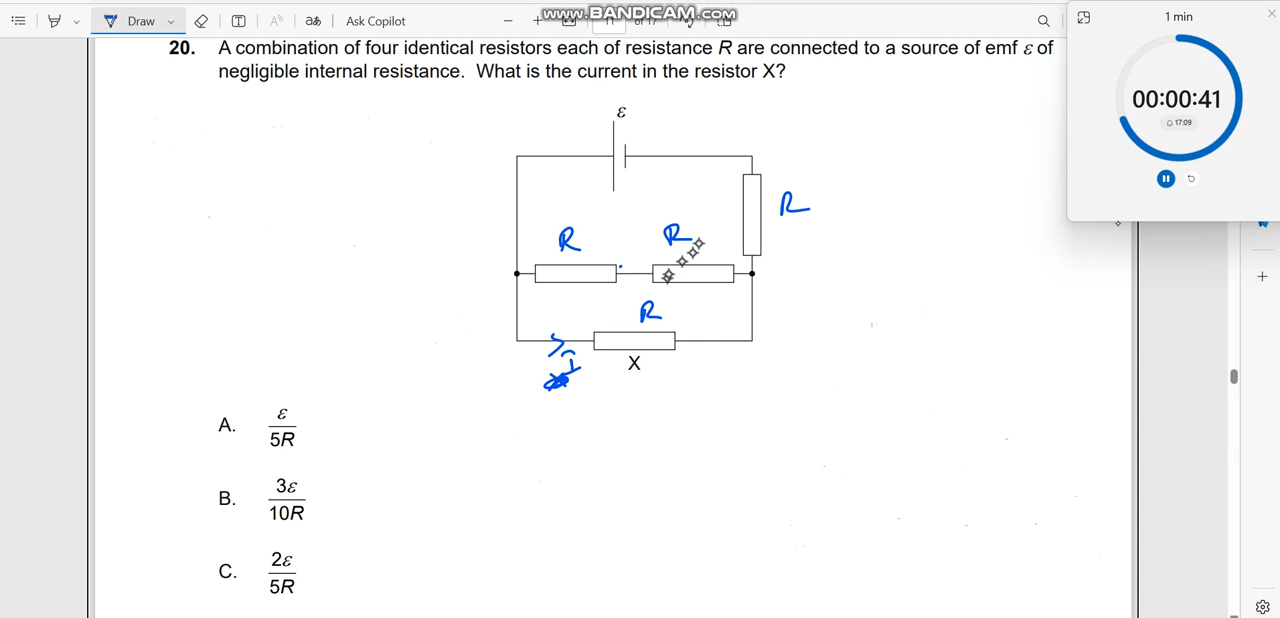 Draw
Ask Copilot
www.BANDICAM.com
1 min
00:00:41
17:09
20. A combination of four identical resistors each of resistance R are connected to a source of emf ε of
negligible internal resistance. What is the current in the resistor X?
ε
R
R
R
R
X
I
A. ε
5R
B. 3ε
10R
C. 2ε
5R